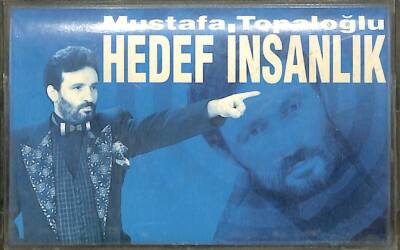 Mustafa Topaloğlu
HEDEF İNSANLIK